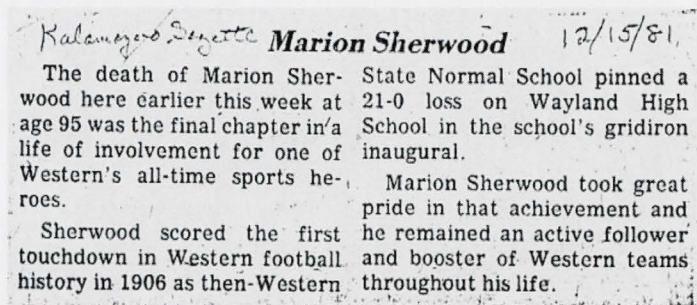 Kalamazoo Gazette
Marion Sherwood
12/15/81
The death of Marion Sher-
wood here earlier this week at
age 95 was the final chapter in a
life of involvement for one of
Western's all-time sports he-
roes.
Sherwood scored the first
touchdown in Western football
history in 1906 as then-Western
State Normal School pinned a
21-0 loss on Wayland High
School in the school's gridiron
inaugural.
Marion Sherwood took great
pride in that achievement and
he remained an active follower
and booster of Western teams
throughout his life.